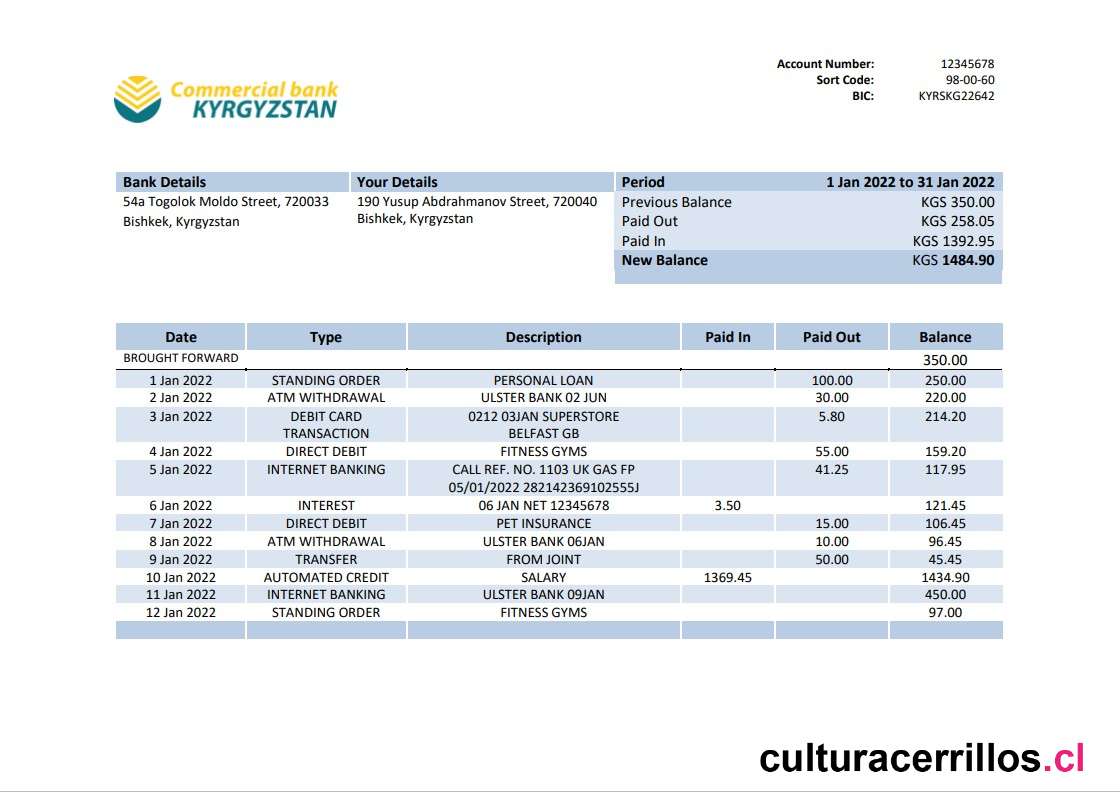 Commercial bank
KYRGYZSTAN
Account Number: 12345678
Sort Code: 98-00-60
BIC: KYRSKG22642
Bank Details Your Details Period 1 Jan 2022 to 31 Jan 2022
54a Togolok Moldo Street, 720033 190 Yusup Abdrahmanov Street, 720040 Previous Balance KGS 350.00
Bishkek, Kyrgyzstan Bishkek, Kyrgyzstan Paid Out KGS 258.05
Paid In KGS 1392.95
New Balance KGS 1484.90
Date Type Description Paid In Paid Out Balance
BROUGHT FORWARD 350.00
1 Jan 2022 STANDING ORDER PERSONAL LOAN 100.00 250.00
2 Jan 2022 ATM WITHDRAWAL ULSTER BANK 02 JUN 30.00 220.00
3 Jan 2022 DEBIT CARD 0212 03JAN SUPERSTORE 5.80 214.20
TRANSACTION BELFAST GB
4 Jan 2022 DIRECT DEBIT FITNESS GYMS 55.00 159.20
5 Jan 2022 INTERNET BANKING CALL REF. NO. 1103 UK GAS FP 41.25 117.95
05/01/2022 282142369102555J
6 Jan 2022 INTEREST 06 JAN NET 12345678 3.50 121.45
7 Jan 2022 DIRECT DEBIT PET INSURANCE 15.00 106.45
8 Jan 2022 ATM WITHDRAWAL ULSTER BANK 06JAN 10.00 96.45
9 Jan 2022 TRANSFER FROM JOINT 50.00 45.45
10 Jan 2022 AUTOMATED CREDIT SALARY 1369.45 1434.90
11 Jan 2022 INTERNET BANKING ULSTER BANK 09JAN 450.00
12 Jan 2022 STANDING ORDER FITNESS GYMS 97.00
culturacerrillos.cl